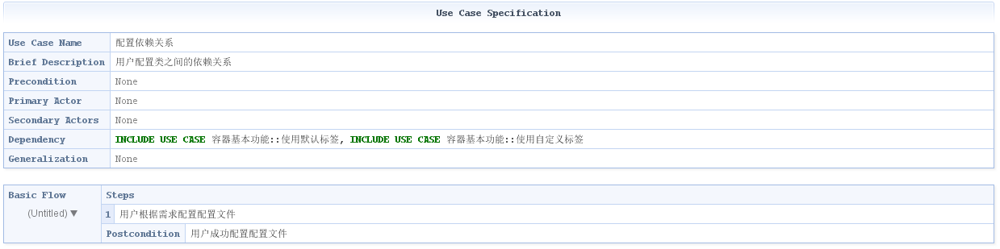 Use Case Specification
Use Case Name 配置依赖关系
Brief Description 用户配置类之间的依赖关系
Precondition None
Primary Actor None
Secondary Actors None
Dependency INCLUDE USE CASE 容器基本功能::使用默认标签, INCLUDE USE CASE 容器基本功能::使用自定义标签
Generalization None
Basic Flow Steps
(Untitled) ▼ 1 用户根据需求配置配置文件
Postcondition 用户成功配置配置文件